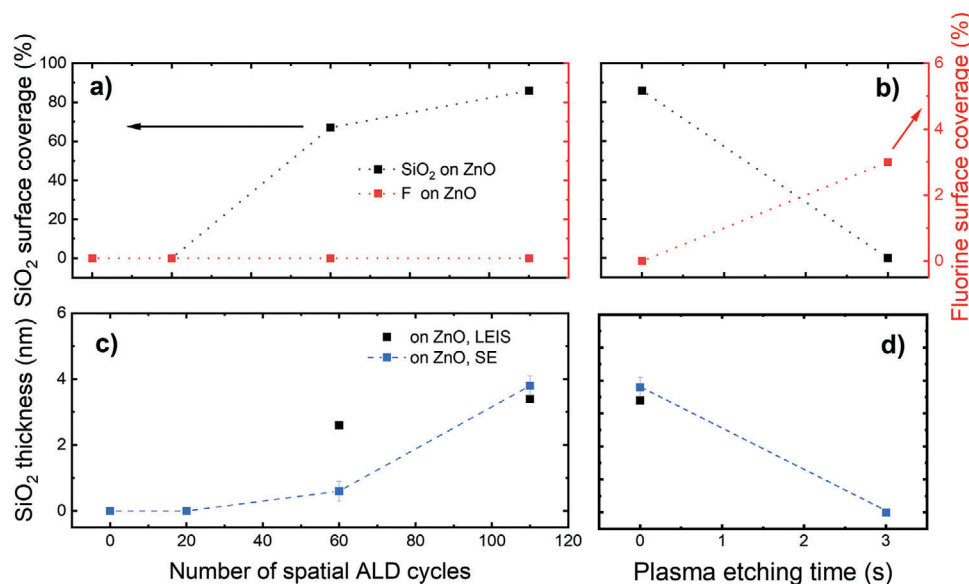 SiO₂ surface coverage (%)
100
80
60
40
20
0
a)
SiO₂ on ZnO
F on ZnO
b)
6
4
2
0
Fluorine surface coverage (%)
SiO₂ thickness (nm)
6
4
2
0
c)
on ZnO, LEIS
on ZnO, SE
d)
0 20 40 60 80 100 120
0 1 2 3
Number of spatial ALD cycles
Plasma etching time (s)